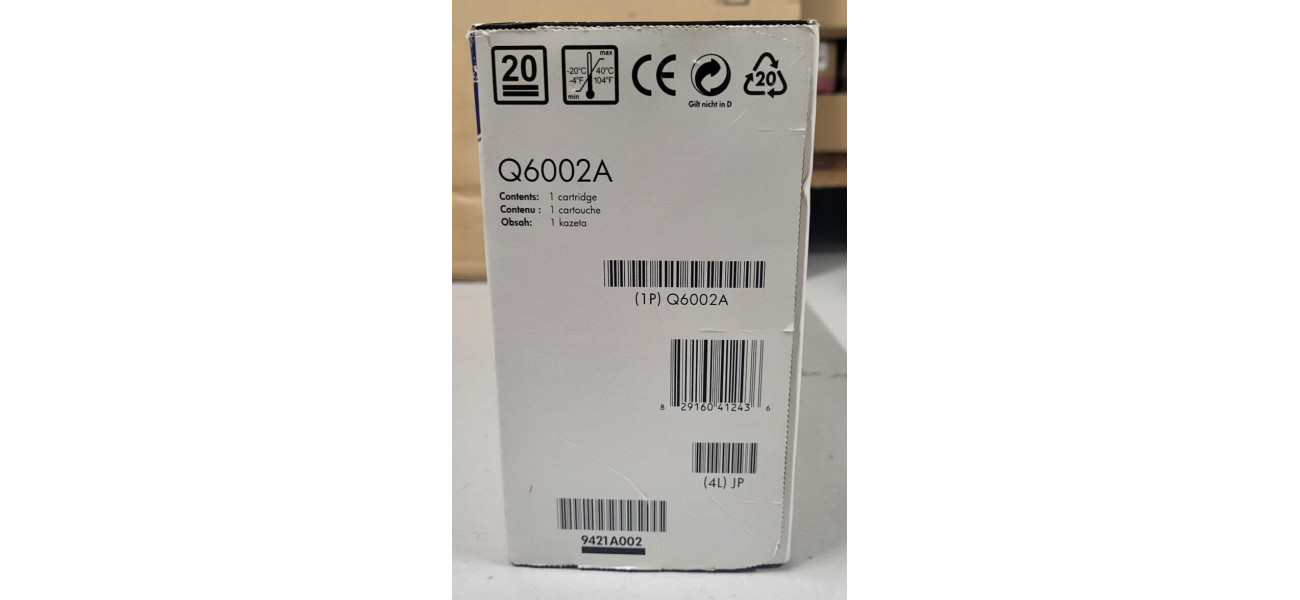 20
max
-20°C 40°C
-4°F 104°F
min
CE
Gilt nicht in D
20
Q6002A
Contents: 1 cartridge
Contenu : 1 cartouche
Obsah: 1 kazeta
(1P) Q6002A
8 29160 41243 6
(4L) JP
9421A002